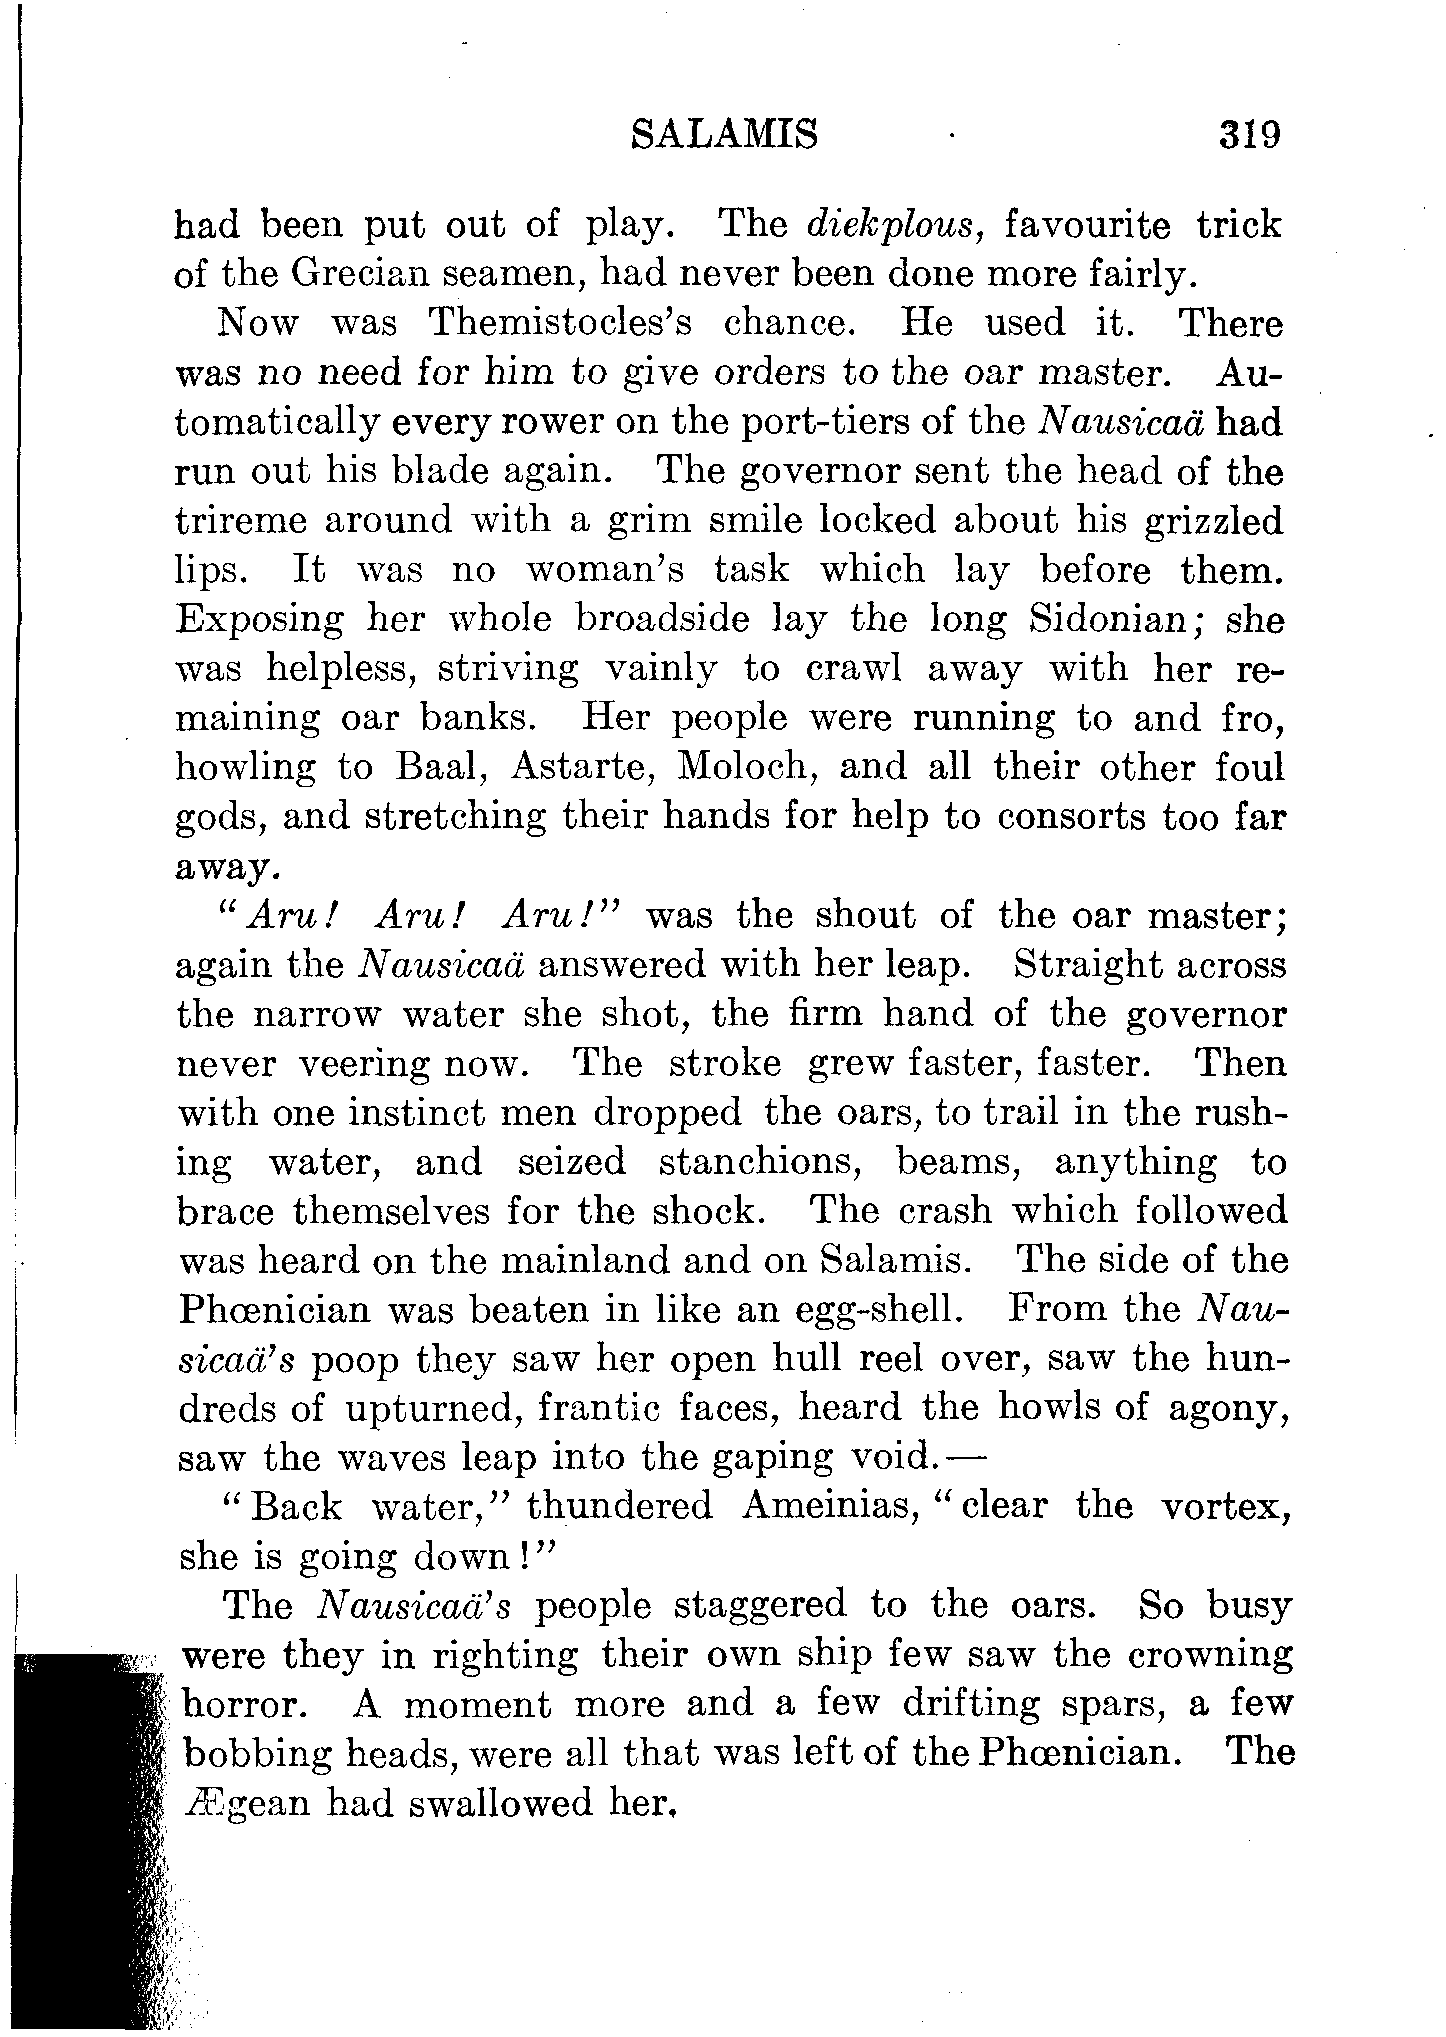 SALAMIS 319
had been put out of play. The diekplous, favourite trick
of the Grecian seamen, had never been done more fairly.
Now was Themistocles's chance. He used it. There
was no need for him to give orders to the oar master. Au-
tomatically every rower on the port-tiers of the Nausicaä had
run out his blade again. The governor sent the head of the
trireme around with a grim smile locked about his grizzled
lips. It was no woman's task which lay before them.
Exposing her whole broadside lay the long Sidonian; she
was helpless, striving vainly to crawl away with her re-
maining oar banks. Her people were running to and fro,
howling to Baal, Astarte, Moloch, and all their other foul
gods, and stretching their hands for help to consorts too far
away.
"Aru! Aru! Aru!" was the shout of the oar master;
again the Nausicaä answered with her leap. Straight across
the narrow water she shot, the firm hand of the governor
never veering now. The stroke grew faster, faster. Then
with one instinct men dropped the oars, to trail in the rush-
ing water, and seized stanchions, beams, anything to
brace themselves for the shock. The crash which followed
was heard on the mainland and on Salamis. The side of the
Phœnician was beaten in like an egg-shell. From the Nau-
sicaä's poop they saw her open hull reel over, saw the hun-
dreds of upturned, frantic faces, heard the howls of agony,
saw the waves leap into the gaping void.—
"Back water," thundered Ameinias, "clear the vortex,
she is going down!"
The Nausicaä's people staggered to the oars. So busy
were they in righting their own ship few saw the crowning
horror. A moment more and a few drifting spars, a few
bobbing heads, were all that was left of the Phœnician. The
Ægean had swallowed her.